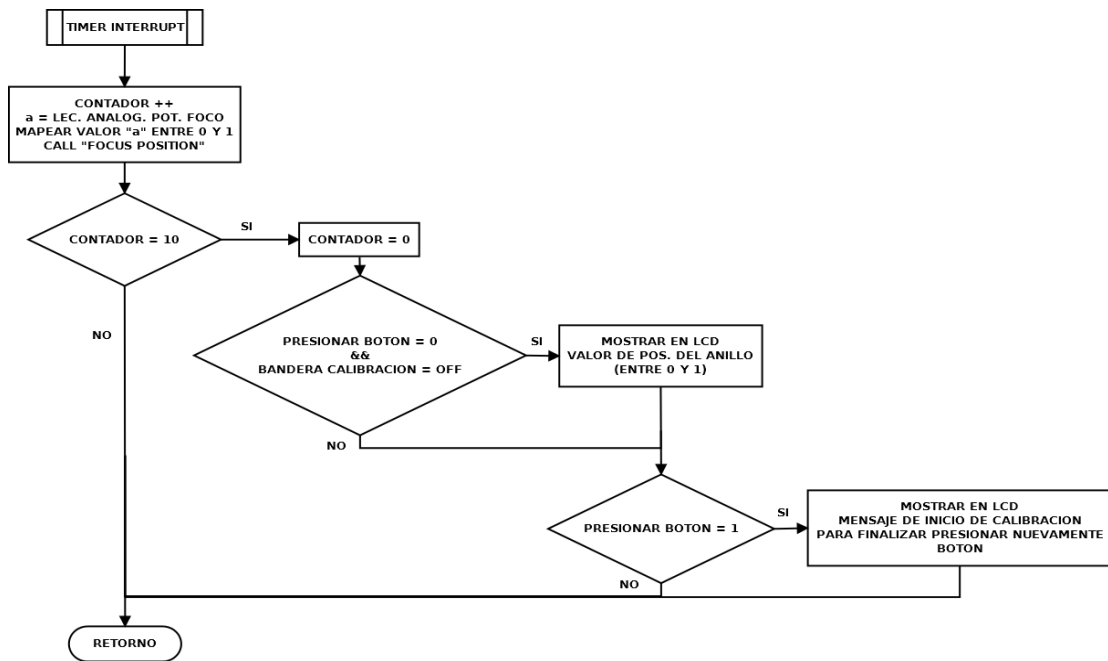 TIMER INTERRUPT
CONTADOR ++
a = LEC. ANALOG. POT. FOCO
MAPEAR VALOR "a" ENTRE 0 Y 1
CALL "FOCUS POSITION"
CONTADOR = 10
SI
CONTADOR = 0
NO
PRESIONAR BOTON = 0
&&
BANDERA CALIBRACION = OFF
SI
MOSTRAR EN LCD
VALOR DE POS. DEL ANILLO
(ENTRE 0 Y 1)
NO
PRESIONAR BOTON = 1
SI
MOSTRAR EN LCD
MENSAJE DE INICIO DE CALIBRACION
PARA FINALIZAR PRESIONAR NUEVAMENTE
BOTON
NO
RETORNO